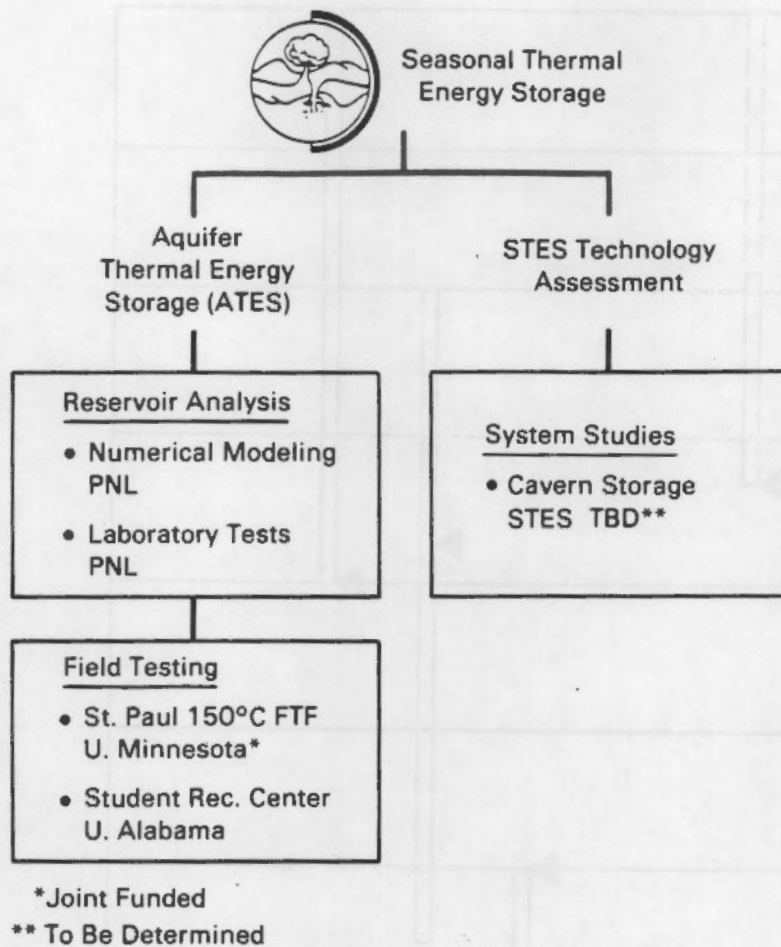 Seasonal Thermal
Energy Storage
Aquifer
Thermal Energy
Storage (ATES)
STES Technology
Assessment
Reservoir Analysis
• Numerical Modeling
PNL
• Laboratory Tests
PNL
System Studies
• Cavern Storage
STES TBD**
Field Testing
• St. Paul 150°C FTF
U. Minnesota*
• Student Rec. Center
U. Alabama
*Joint Funded
** To Be Determined